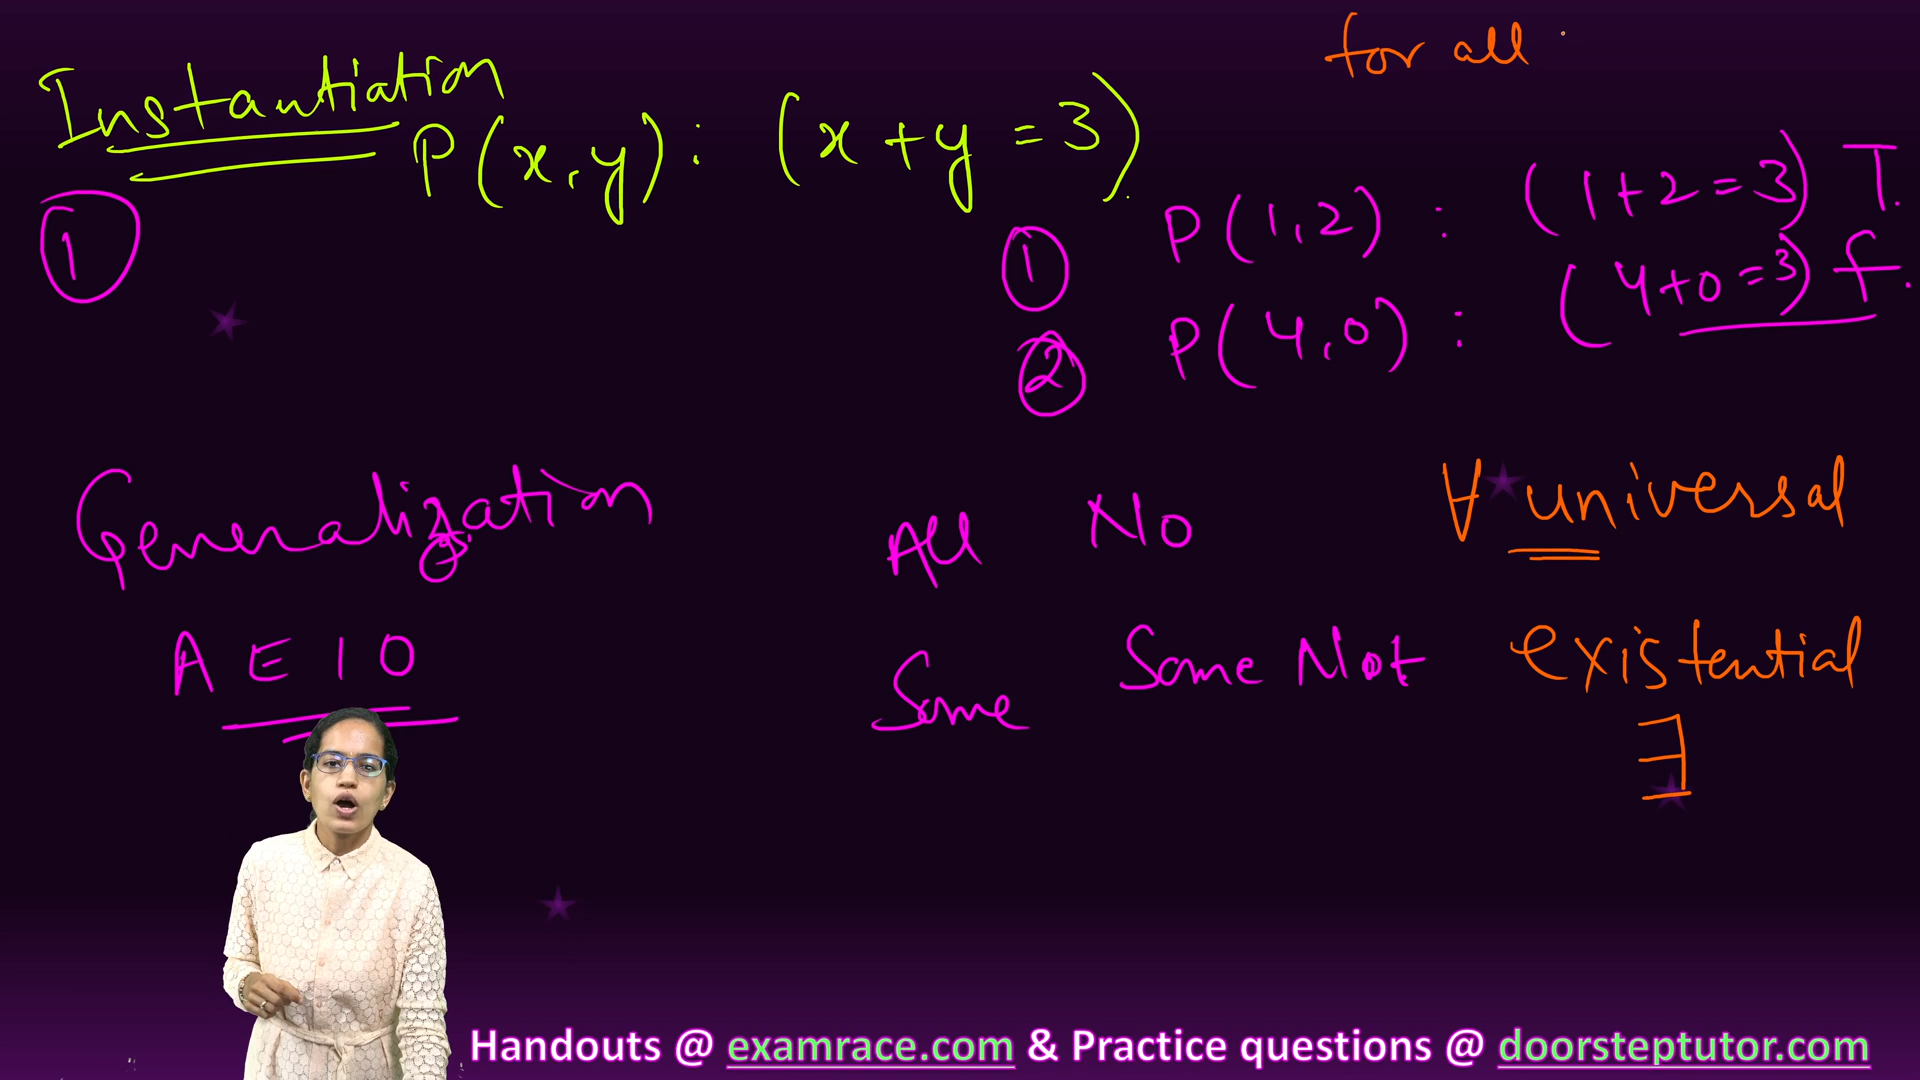 for all
Instantiation
P(x,y): (x+y=3)
①
① P(1,2) : (1+2=3) T.
② P(4,0) : (4+0=3) f.
Generalization
All No ∀ universal
A E I O
Some Some Not existential
∃
Handouts @ examrace.com & Practice questions @ doorsteptutor.com